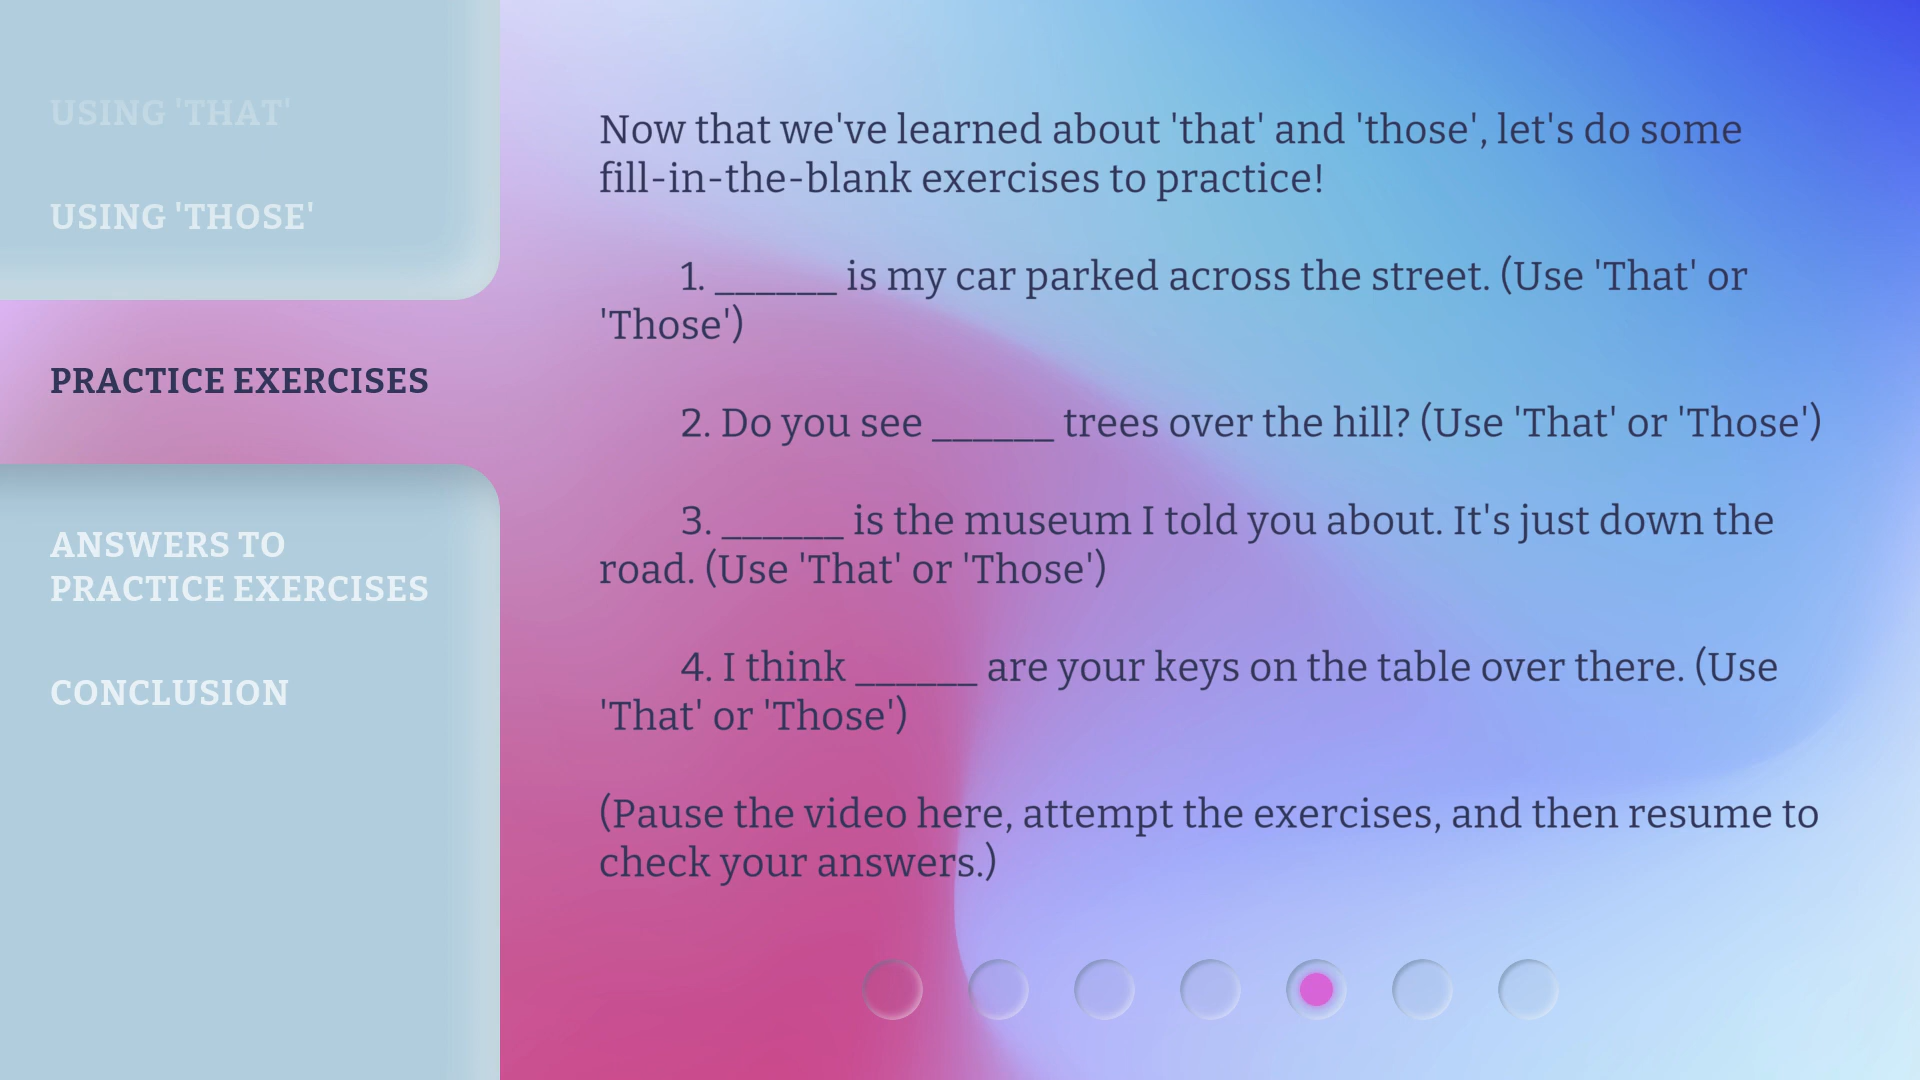 USING 'THAT'
USING 'THOSE'
PRACTICE EXERCISES
ANSWERS TO
PRACTICE EXERCISES
CONCLUSION
Now that we've learned about 'that' and 'those', let's do some
fill-in-the-blank exercises to practice!
1. ______ is my car parked across the street. (Use 'That' or
'Those')
2. Do you see ______ trees over the hill? (Use 'That' or 'Those')
3. ______ is the museum I told you about. It's just down the
road. (Use 'That' or 'Those')
4. I think ______ are your keys on the table over there. (Use
'That' or 'Those')
(Pause the video here, attempt the exercises, and then resume to
check your answers.)